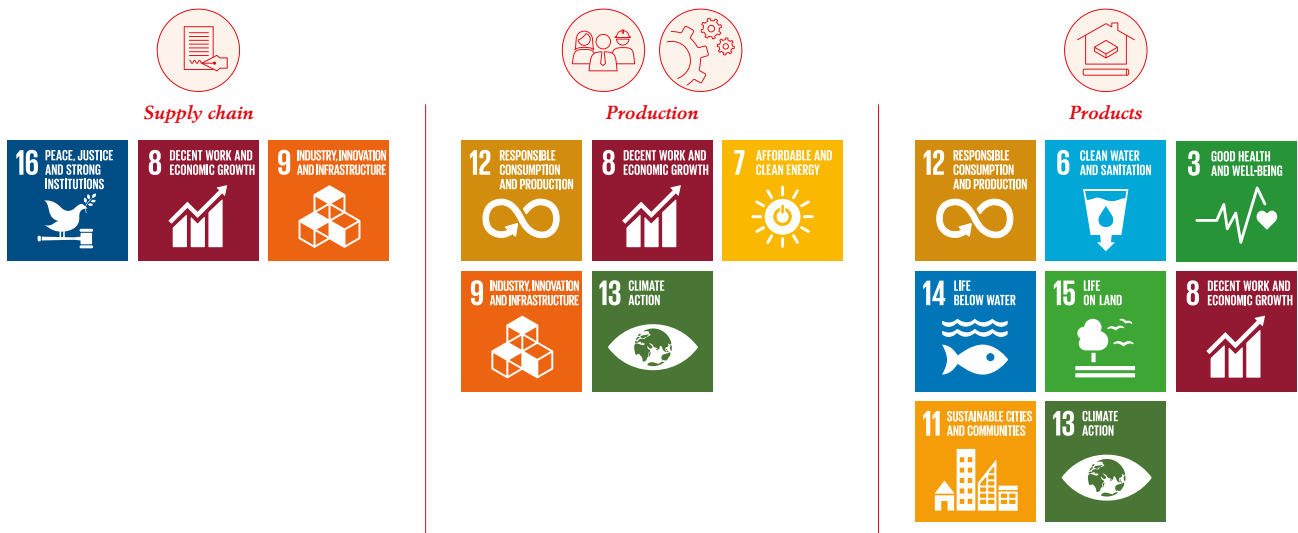 Supply chain
16 PEACE, JUSTICE
AND STRONG
INSTITUTIONS
8 DECENT WORK AND
ECONOMIC GROWTH
9 INDUSTRY, INNOVATION
AND INFRASTRUCTURE
Production
12 RESPONSIBLE
CONSUMPTION
AND PRODUCTION
8 DECENT WORK AND
ECONOMIC GROWTH
7 AFFORDABLE AND
CLEAN ENERGY
9 INDUSTRY, INNOVATION
AND INFRASTRUCTURE
13 CLIMATE
ACTION
Products
12 RESPONSIBLE
CONSUMPTION
AND PRODUCTION
6 CLEAN WATER
AND SANITATION
3 GOOD HEALTH
AND WELL-BEING
14 LIFE
BELOW WATER
15 LIFE
ON LAND
8 DECENT WORK AND
ECONOMIC GROWTH
11 SUSTAINABLE CITIES
AND COMMUNITIES
13 CLIMATE
ACTION